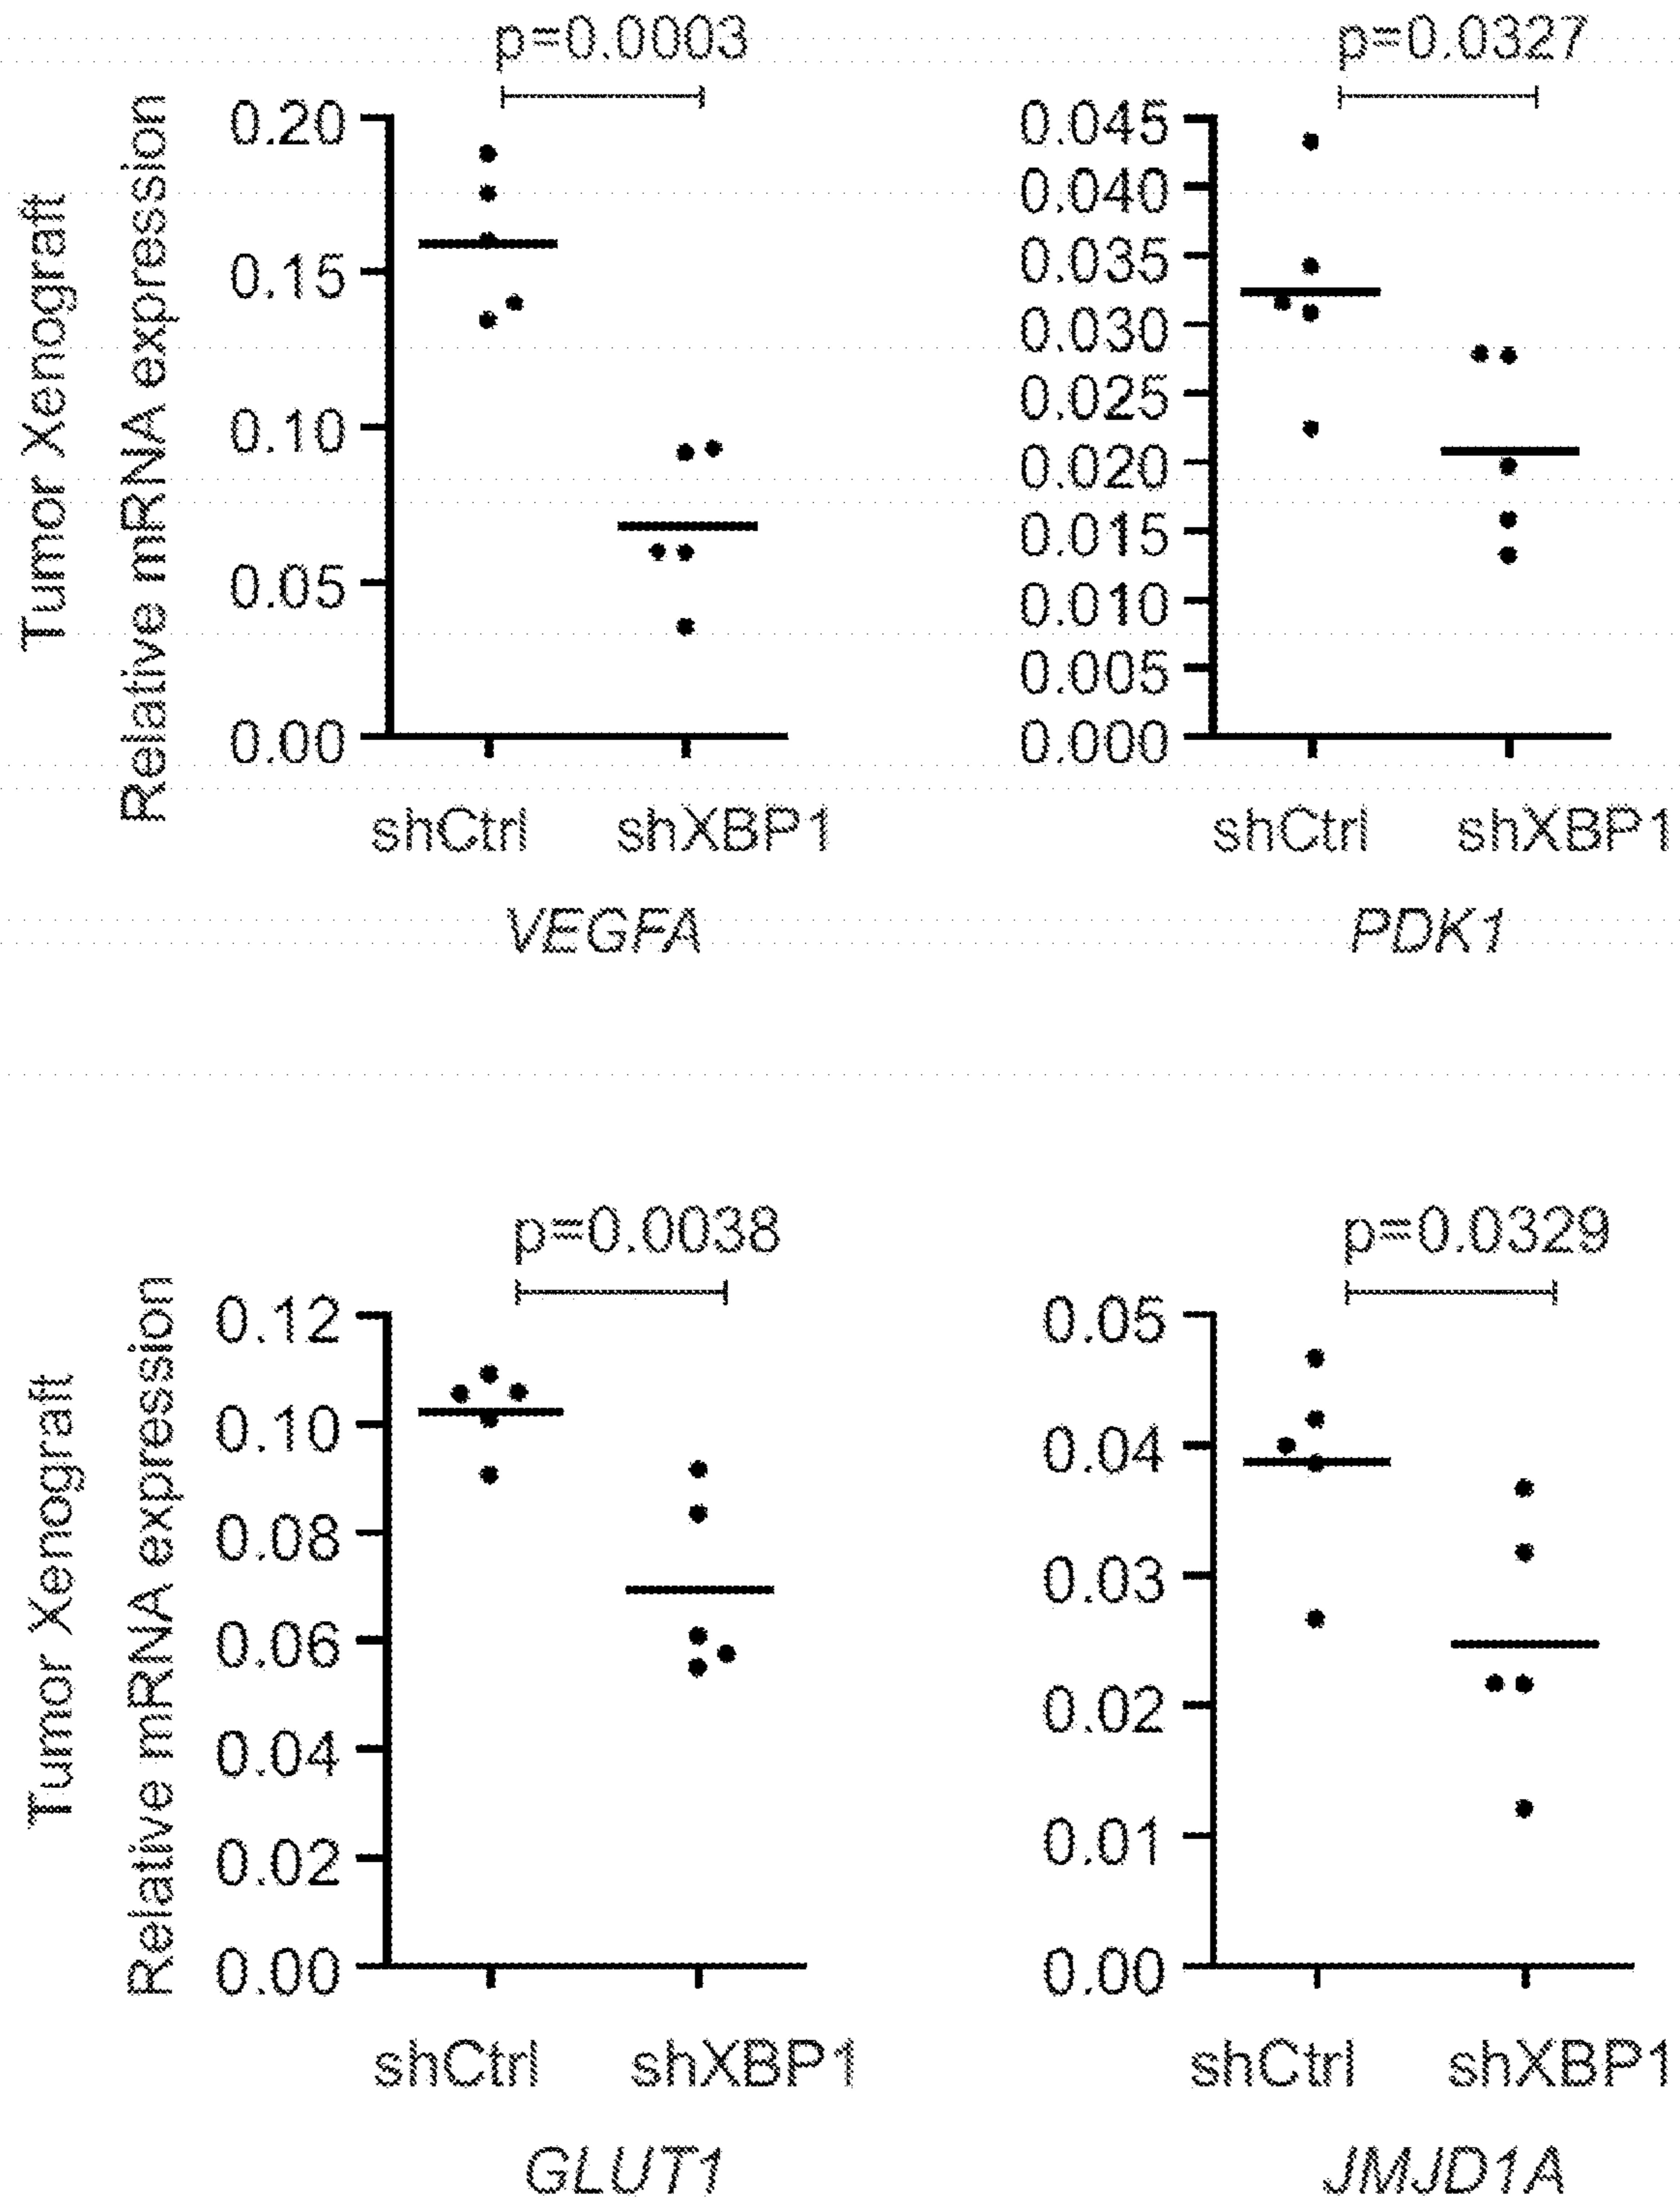 p=0.0003
Tumor Xenograft
Relative mRNA expression
0.20
0.15
0.10
0.05
0.00
shCtrl shXBP1
VEGFA
p=0.0327
0.045
0.040
0.035
0.030
0.025
0.020
0.015
0.010
0.005
0.000
shCtrl shXBP1
PDK1
p=0.0038
Tumor Xenograft
Relative mRNA expression
0.12
0.10
0.08
0.06
0.04
0.02
0.00
shCtrl shXBP1
GLUT1
p=0.0329
0.05
0.04
0.03
0.02
0.01
0.00
shCtrl shXBP1
JMJD1A